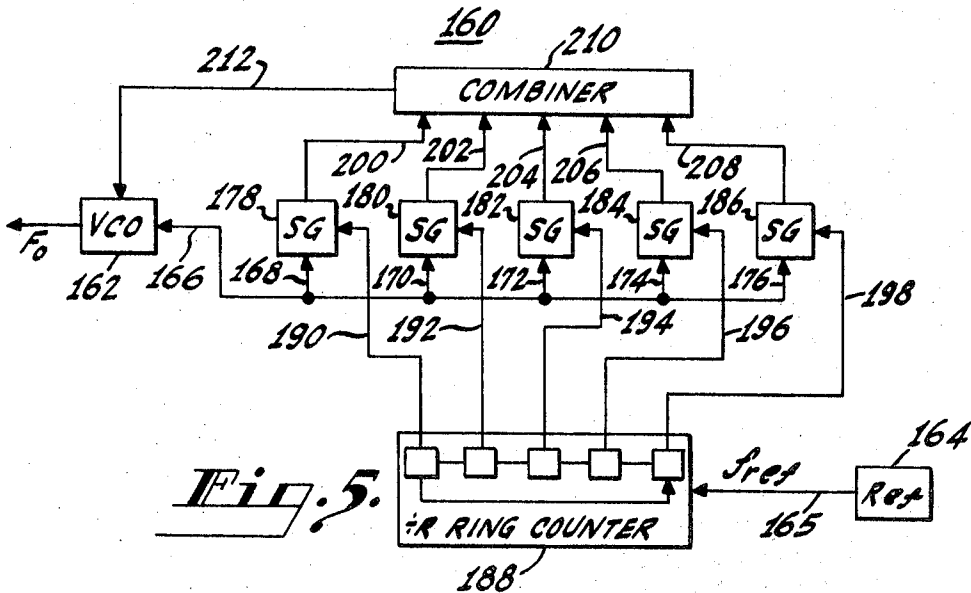 160
210
212
COMBINER
200
202
204
206
208
178
180
182
184
186
VCO
SG
SG
SG
SG
SG
F₀
162
166
168
170
172
174
176
190
192
194
196
198
164
fref
Ref
165
÷R RING COUNTER
188
Fig. 5.